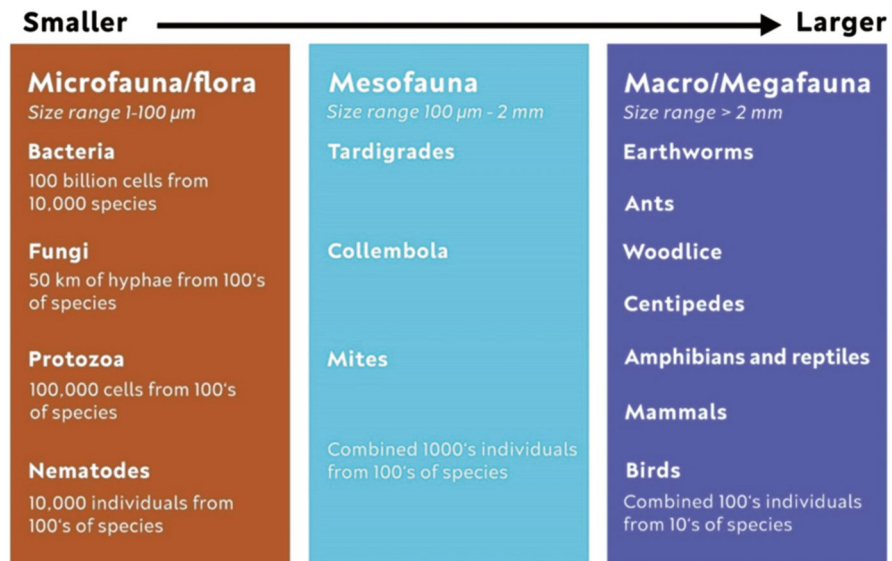 Smaller
Larger
Microfauna/flora
Size range 1-100 µm
Bacteria
100 billion cells from
10,000 species
Fungi
50 km of hyphae from 100's
of species
Protozoa
100,000 cells from 100's
of species
Nematodes
10,000 individuals from
100's of species
Mesofauna
Size range 100 µm - 2 mm
Tardigrades
Collembola
Mites
Combined 1000's individuals
from 100's of species
Macro/Megafauna
Size range > 2 mm
Earthworms
Ants
Woodlice
Centipedes
Amphibians and reptiles
Mammals
Birds
Combined 100's individuals
from 10's of species